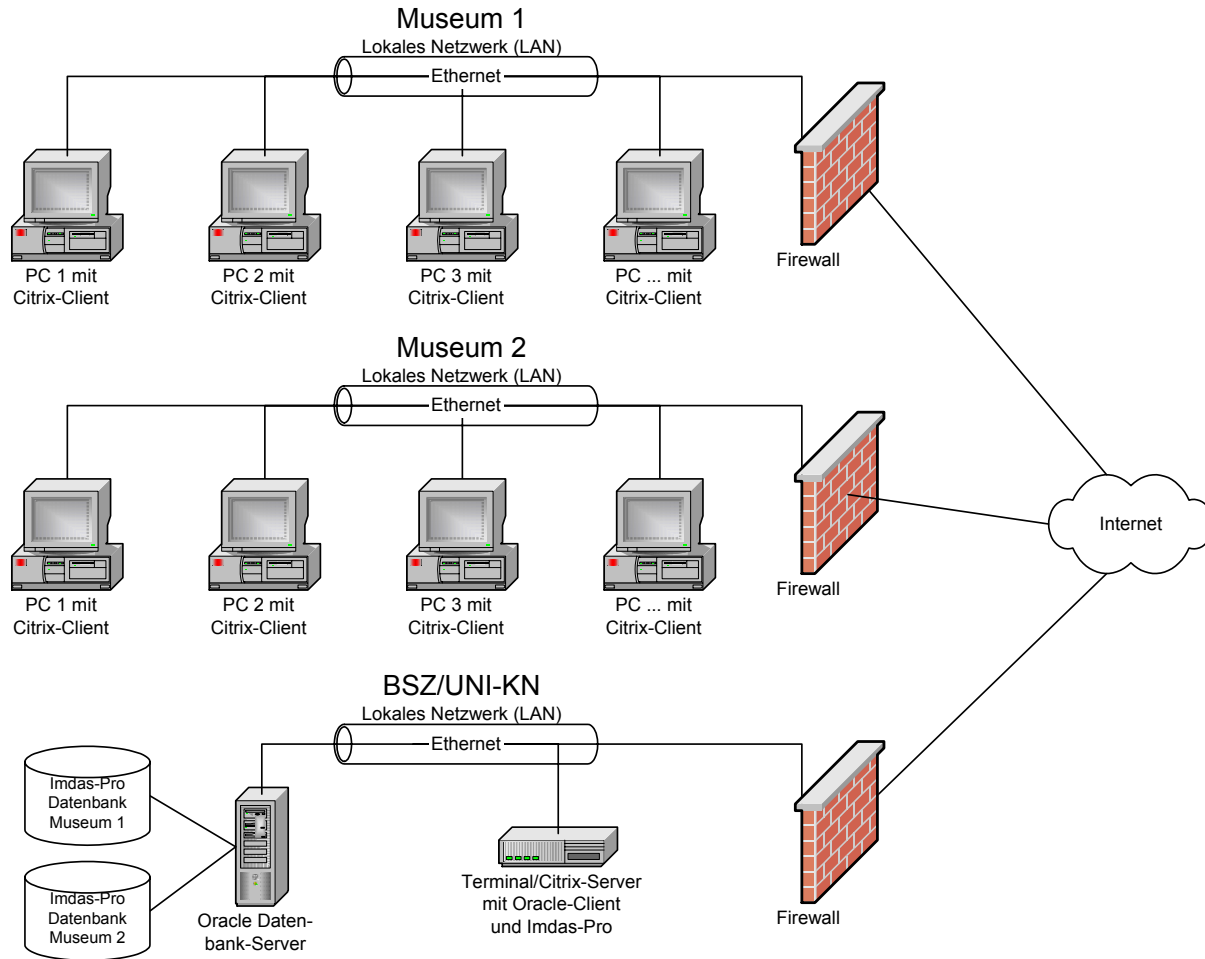 Museum 1
Lokales Netzwerk (LAN)
Ethernet
PC 1 mit
Citrix-Client
PC 2 mit
Citrix-Client
PC 3 mit
Citrix-Client
PC ... mit
Citrix-Client
Firewall
Museum 2
Lokales Netzwerk (LAN)
Ethernet
PC 1 mit
Citrix-Client
PC 2 mit
Citrix-Client
PC 3 mit
Citrix-Client
PC ... mit
Citrix-Client
Firewall
Internet
BSZ/UNI-KN
Lokales Netzwerk (LAN)
Ethernet
Imdas-Pro
Datenbank
Museum 1
Imdas-Pro
Datenbank
Museum 2
Oracle Daten-
bank-Server
Terminal/Citrix-Server
mit Oracle-Client
und Imdas-Pro
Firewall